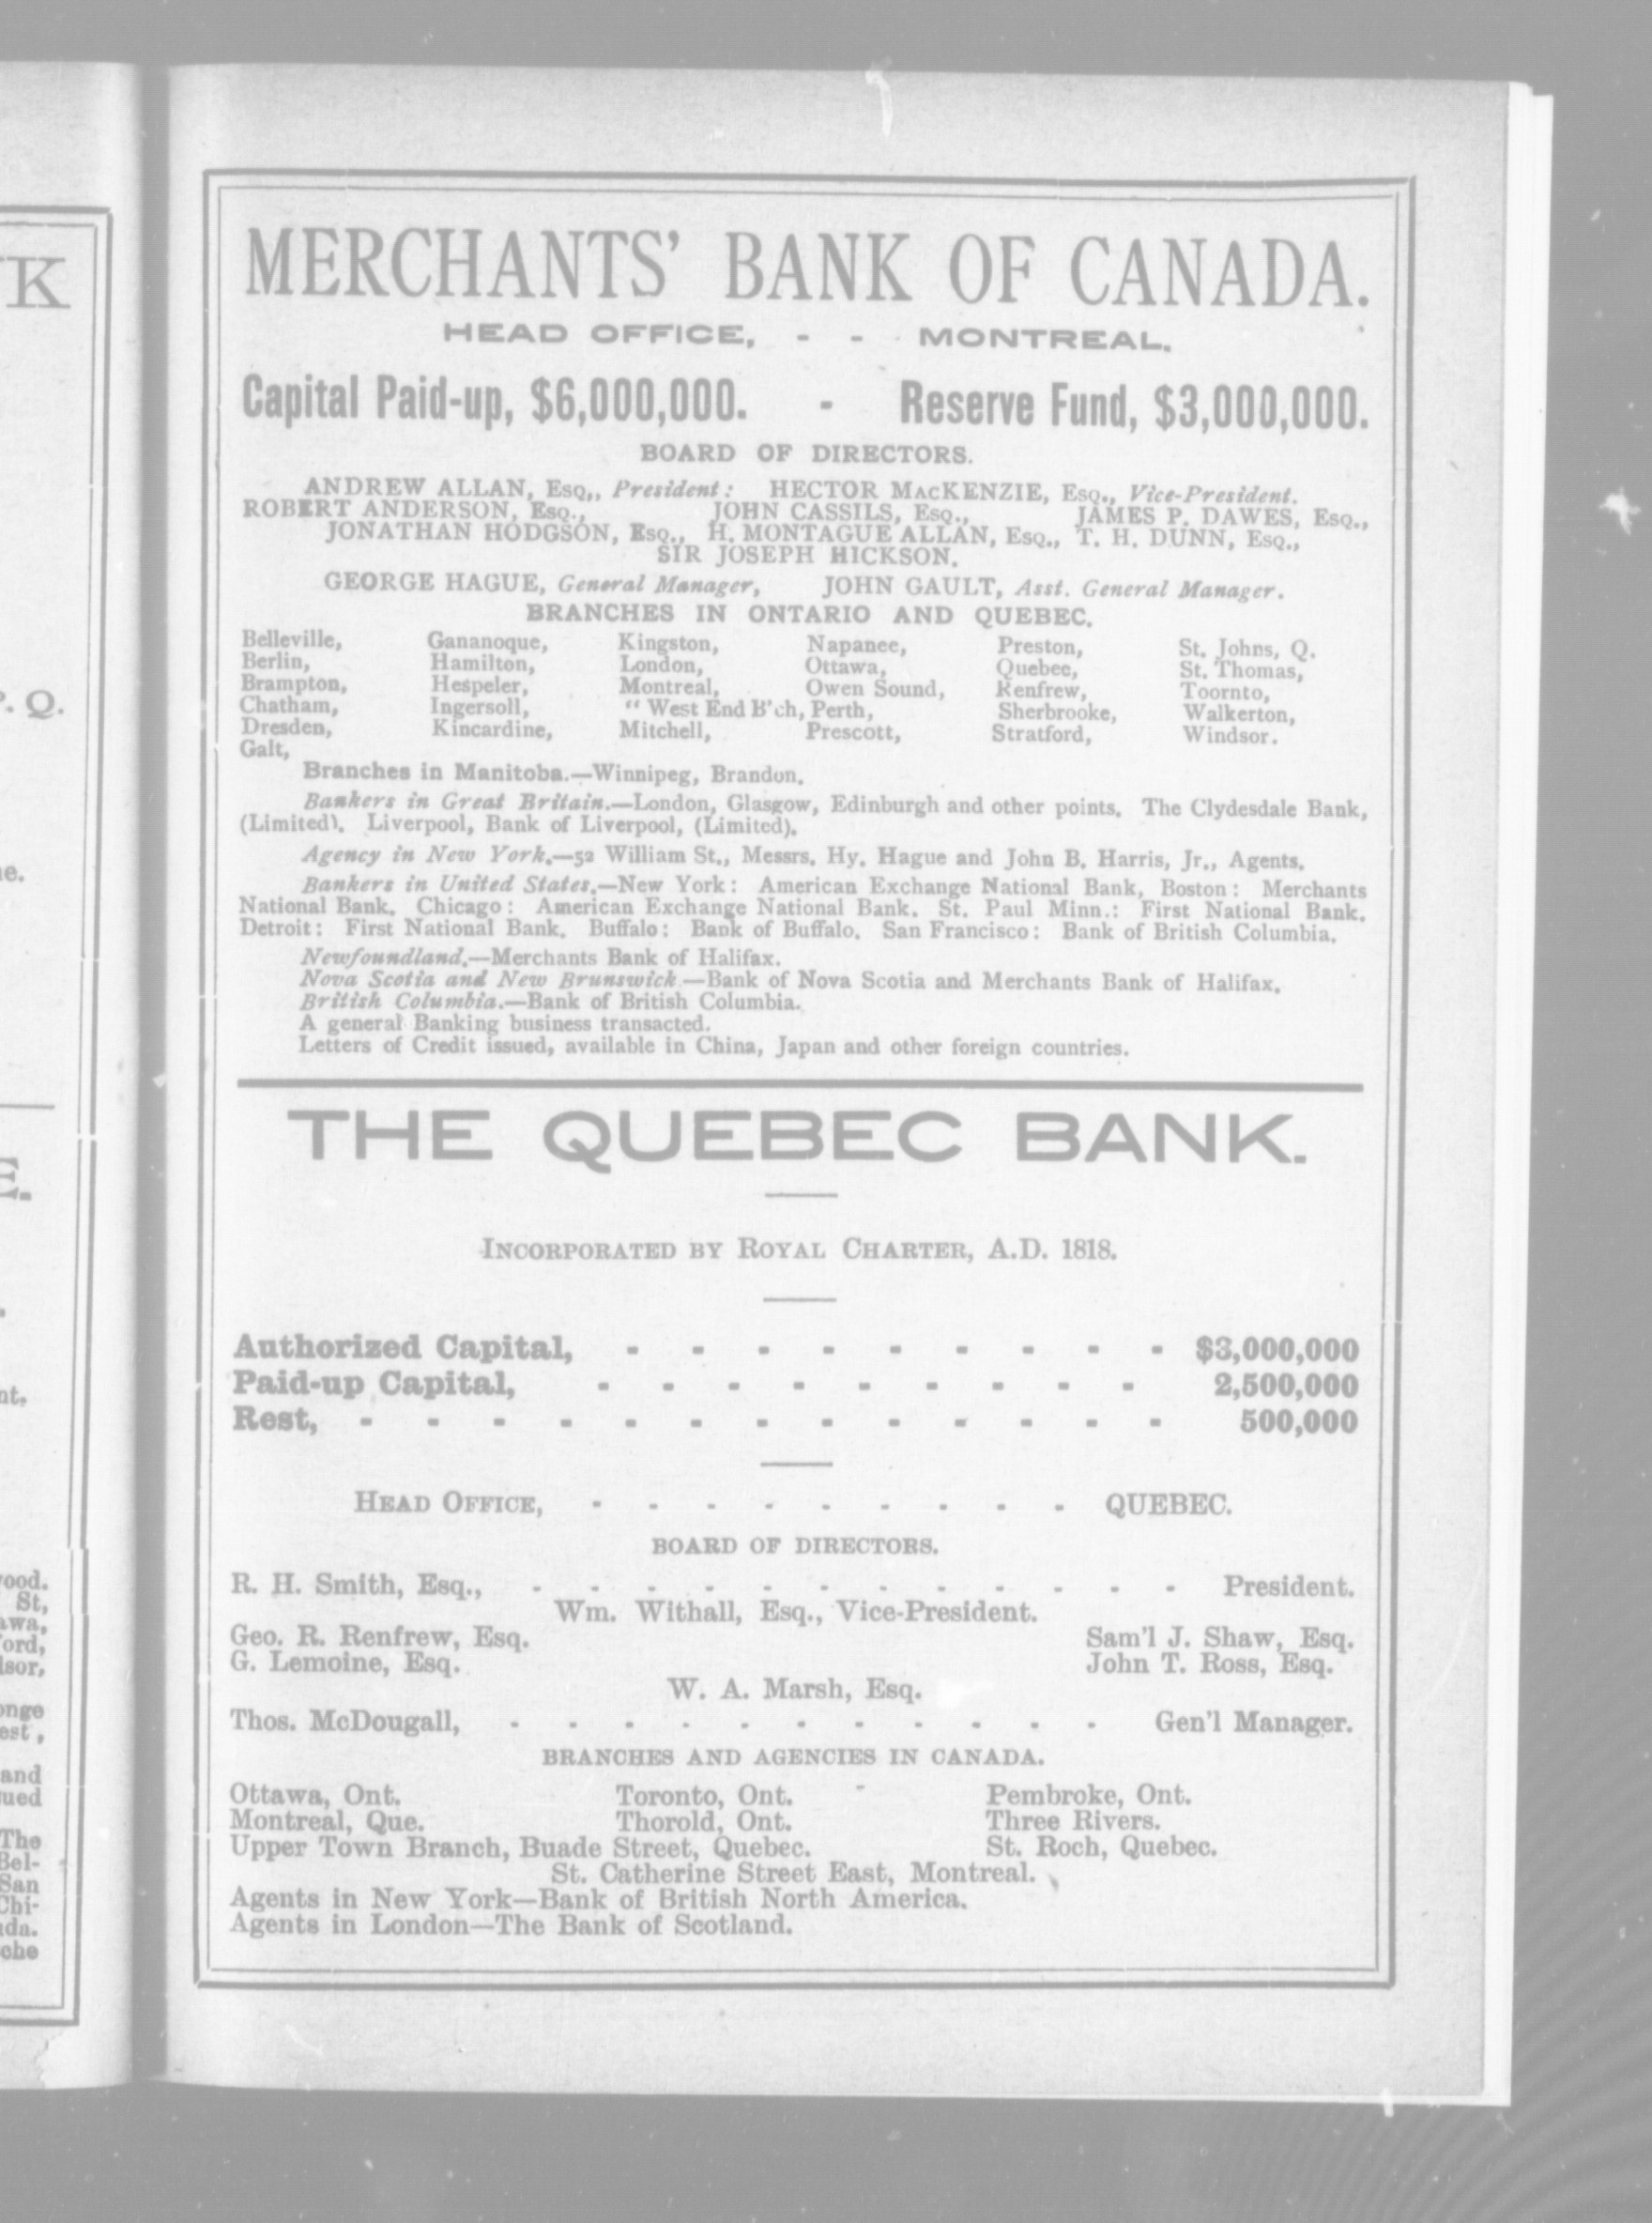 MERCHANTS' BANK OF CANADA.
HEAD OFFICE, - - MONTREAL.
Capital Paid-up, $6,000,000. - Reserve Fund, $3,000,000.
BOARD OF DIRECTORS.
ANDREW ALLAN, Esq,, President: HECTOR MacKENZIE, Esq., Vice-President.
ROBERT ANDERSON, Esq., JOHN CASSILS, Esq., JAMES P. DAWES, Esq.,
JONATHAN HODGSON, Esq., H. MONTAGUE ALLAN, Esq., T. H. DUNN, Esq.,
SIR JOSEPH HICKSON.
GEORGE HAGUE, General Manager, JOHN GAULT, Asst. General Manager.
BRANCHES IN ONTARIO AND QUEBEC.
Belleville, Gananoque, Kingston, Napanee, Preston, St. Johns, Q.
Berlin, Hamilton, London, Ottawa, Quebec, St. Thomas,
Brampton, Hespeler, Montreal, Owen Sound, Renfrew, Toornto,
Chatham, Ingersoll, " West End B'ch, Perth, Sherbrooke, Walkerton,
Dresden, Kincardine, Mitchell, Prescott, Stratford, Windsor.
Galt,
Branches in Manitoba.—Winnipeg, Brandon.
Bankers in Great Britain.—London, Glasgow, Edinburgh and other points. The Clydesdale Bank,
(Limited). Liverpool, Bank of Liverpool, (Limited).
Agency in New York.—52 William St., Messrs. Hy. Hague and John B. Harris, Jr., Agents.
Bankers in United States.—New York: American Exchange National Bank, Boston: Merchants
National Bank. Chicago: American Exchange National Bank. St. Paul Minn.: First National Bank.
Detroit: First National Bank. Buffalo: Bank of Buffalo. San Francisco: Bank of British Columbia.
Newfoundland.—Merchants Bank of Halifax.
Nova Scotia and New Brunswick—Bank of Nova Scotia and Merchants Bank of Halifax.
British Columbia.—Bank of British Columbia.
A general Banking business transacted.
Letters of Credit issued, available in China, Japan and other foreign countries.
THE QUEBEC BANK.
Incorporated by Royal Charter, A.D. 1818.
Authorized Capital, - - - - - - - - - $3,000,000
Paid-up Capital, - - - - - - - - - 2,500,000
Rest, - - - - - - - - - - - - - 500,000
Head Office, - - - - - - - - - QUEBEC.
BOARD OF DIRECTORS.
R. H. Smith, Esq., - - - - - - - - - - - - President.
Wm. Withall, Esq., Vice-President.
Geo. R. Renfrew, Esq. Sam'l J. Shaw, Esq.
G. Lemoine, Esq. John T. Ross, Esq.
W. A. Marsh, Esq.
Thos. McDougall, - - - - - - - - - - - Gen'l Manager.
BRANCHES AND AGENCIES IN CANADA.
Ottawa, Ont. Toronto, Ont. Pembroke, Ont.
Montreal, Que. Thorold, Ont. Three Rivers.
Upper Town Branch, Buade Street, Quebec. St. Roch, Quebec.
St. Catherine Street East, Montreal.
Agents in New York—Bank of British North America.
Agents in London—The Bank of Scotland.